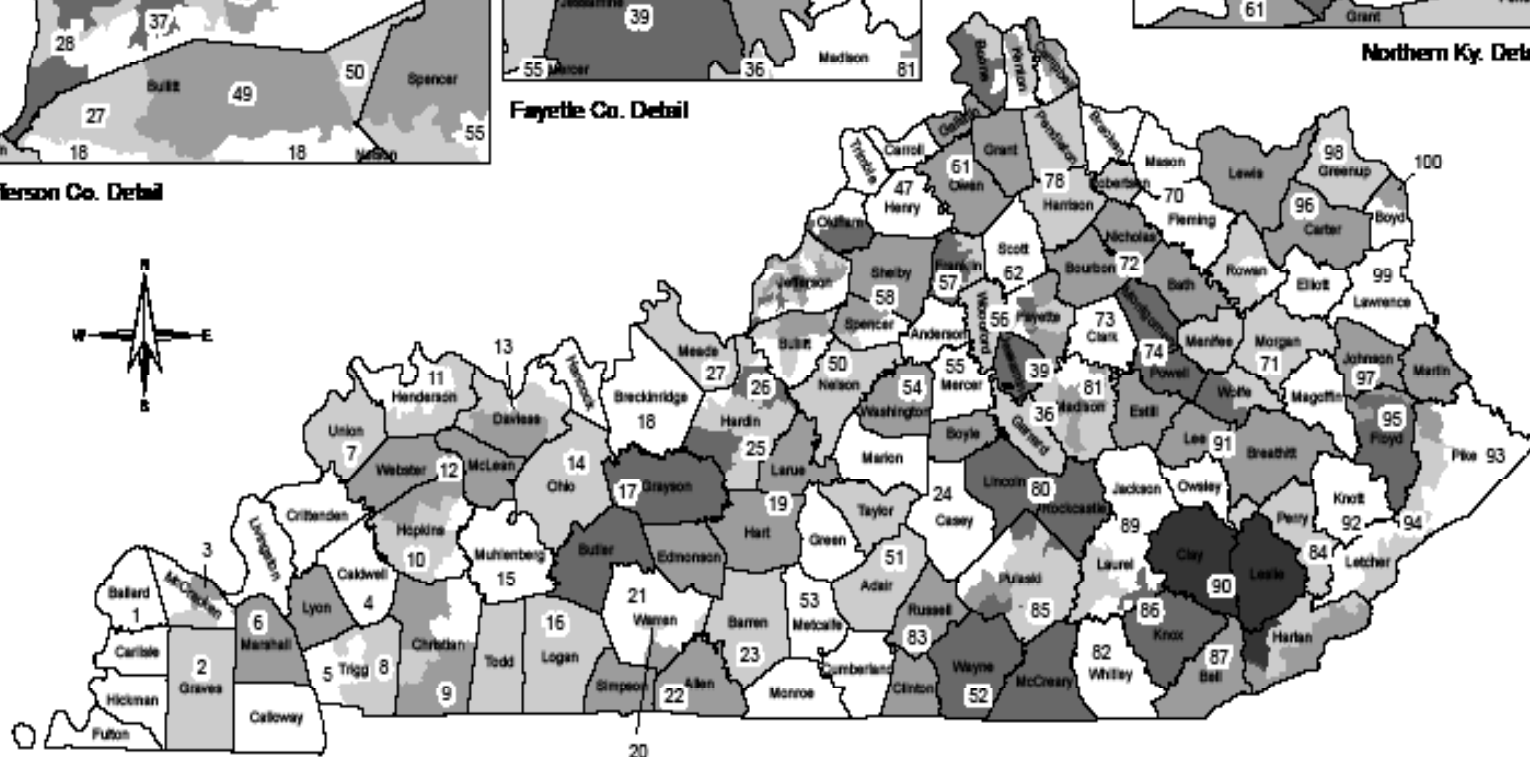 37
28
50
Bullitt
49
Spencer
27
55
18
18
Nelson
39
55
Mercer
36
Madison
81
61
Grant
Northern Ky.
Fayette Co. Detail
Co. Detail
N
W
E
S
Boone
Kenton
Campbell
Gallatin
Grant
Pendleton
Bracken
Mason
Lewis
98
Greenup
100
Trimble
Carroll
61
Owen
78
Robertson
70
96
Boyd
47
Henry
Harrison
Fleming
Carter
Oldham
Nicholas
Scott
62
Franklin
57
Shelby
58
Jefferson
Bourbon
72
Bath
Rowan
Elliott
99
Lawrence
Spencer
Anderson
Woodford
56
Fayette
73
Clark
Montgomery
Menifee
Morgan
71
Johnson
97
Martin
Bullitt
Meade
27
50
Nelson
54
Washington
55
Mercer
Jessamine
39
81
Madison
74
Powell
Wolfe
Magoffin
95
Floyd
13
11
Henderson
Daviess
Hancock
Breckinridge
18
26
Hardin
25
Larue
Boyle
36
Garrard
Estill
Lee
91
Breathitt
Pike
93
Union
7
Webster
12
McLean
14
Ohio
17
Grayson
Marion
Lincoln
80
Rockcastle
Jackson
Owsley
Knott
92
94
Perry
84
Letcher
Crittenden
Livingston
Hopkins
10
Muhlenberg
15
Butler
Edmonson
19
Hart
Green
Taylor
24
Casey
89
Laurel
Clay
90
Leslie
3
McCracken
Ballard
1
Caldwell
4
Lyon
6
Marshall
51
Adair
Pulaski
85
86
Knox
Harlan
Carlisle
2
Graves
5
Trigg
8
Christian
9
Todd
16
Logan
21
Warren
Barren
23
53
Metcalfe
Russell
83
82
Whitley
87
Bell
Hickman
Fulton
Calloway
Simpson
22
Allen
Monroe
Cumberland
Clinton
Wayne
52
McCreary
20